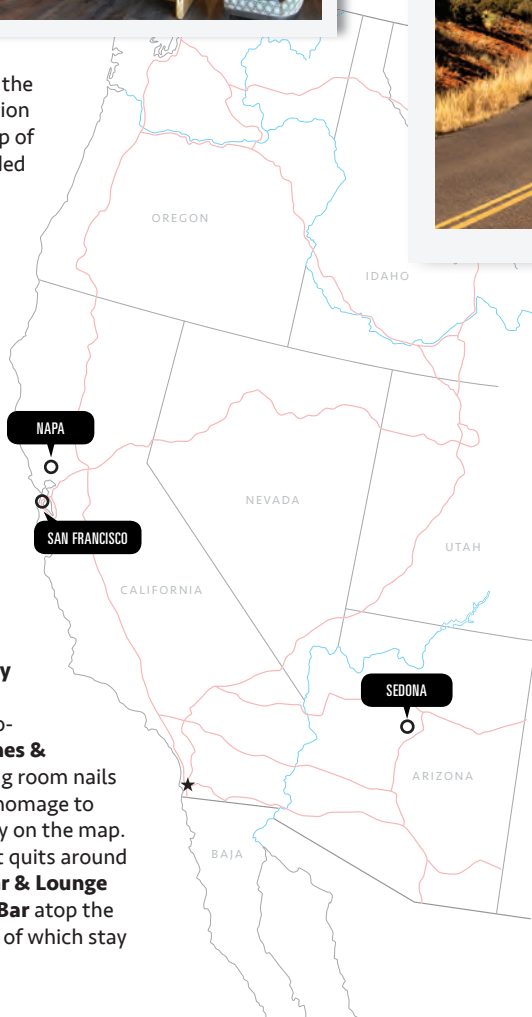 the
ion
p of
led
OREGON
IDAHO
NAPA
NEVADA
SAN FRANCISCO
UTAH
CALIFORNIA
y
SEDONA
o-
nes &
g room nails
homage to
ARIZONA
y on the map.
BAJA
t quits around
r & Lounge
Bar atop the
of which stay